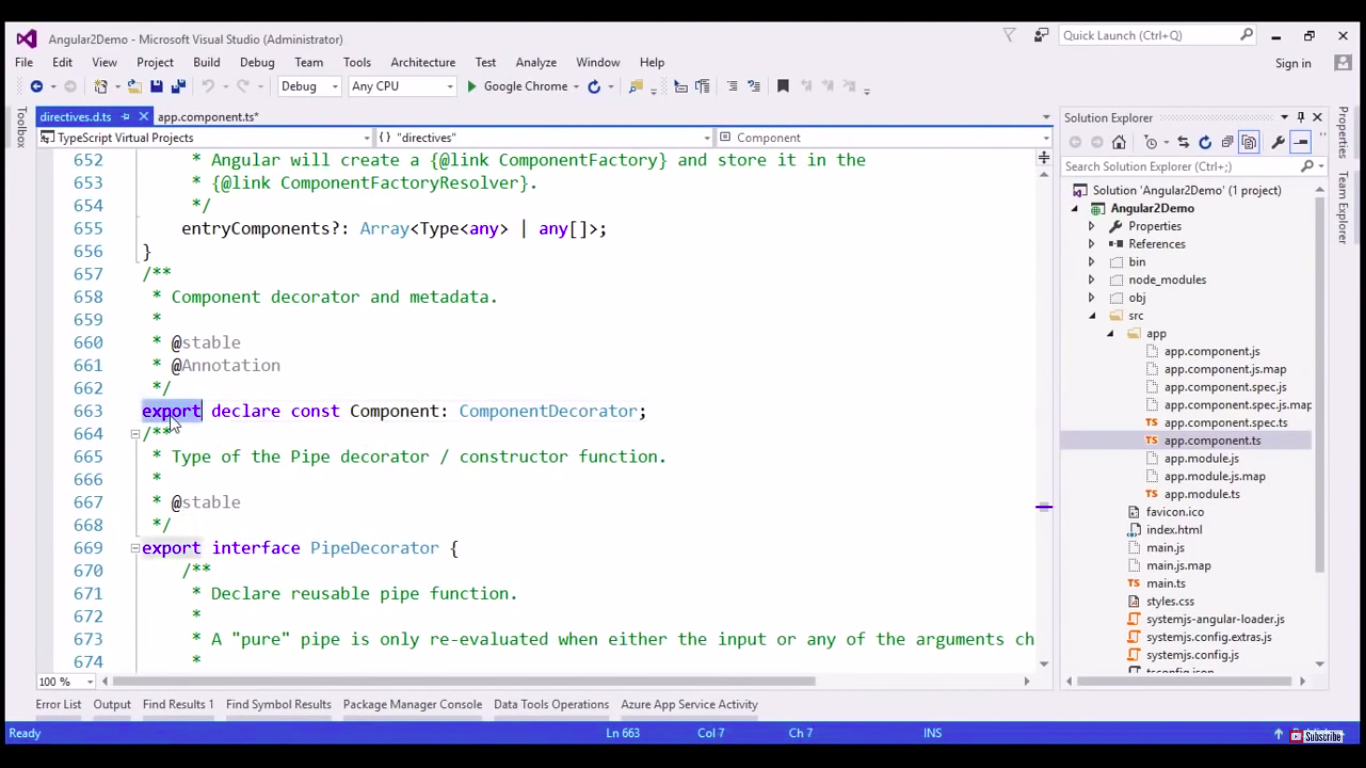 Angular2Demo - Microsoft Visual Studio (Administrator)
Quick Launch (Ctrl+Q)
File Edit View Project Build Debug Team Tools Architecture Test Analyze Window Help
Sign in
Debug Any CPU Google Chrome
Toolbox
directives.d.ts app.component.ts*
TypeScript Virtual Projects {} "directives" Component
652 * Angular will create a {@link ComponentFactory} and store it in the
653 * {@link ComponentFactoryResolver}.
654 */
655 entryComponents?: Array<Type<any> | any[]>;
656 }
657 /**
658 * Component decorator and metadata.
659 *
660 * @stable
661 * @Annotation
662 */
663 export declare const Component: ComponentDecorator;
664 /**
665 * Type of the Pipe decorator / constructor function.
666 *
667 * @stable
668 */
669 export interface PipeDecorator {
670 /**
671 * Declare reusable pipe function.
672 *
673 * A "pure" pipe is only re-evaluated when either the input or any of the arguments ch
674 *
100 %
Solution Explorer
Search Solution Explorer (Ctrl+;)
Solution 'Angular2Demo' (1 project)
Angular2Demo
Properties
References
bin
node_modules
obj
src
app
app.component.js
app.component.js.map
app.component.spec.js
app.component.spec.js.map
app.component.spec.ts
app.component.ts
app.module.js
app.module.js.map
app.module.ts
favicon.ico
index.html
main.js
main.js.map
main.ts
styles.css
systemjs-angular-loader.js
systemjs.config.extras.js
systemjs.config.js
tsconfig.json
Properties
Team Explorer
Error List Output Find Results 1 Find Symbol Results Package Manager Console Data Tools Operations Azure App Service Activity
Ready Ln 663 Col 7 Ch 7 INS
Subscribe